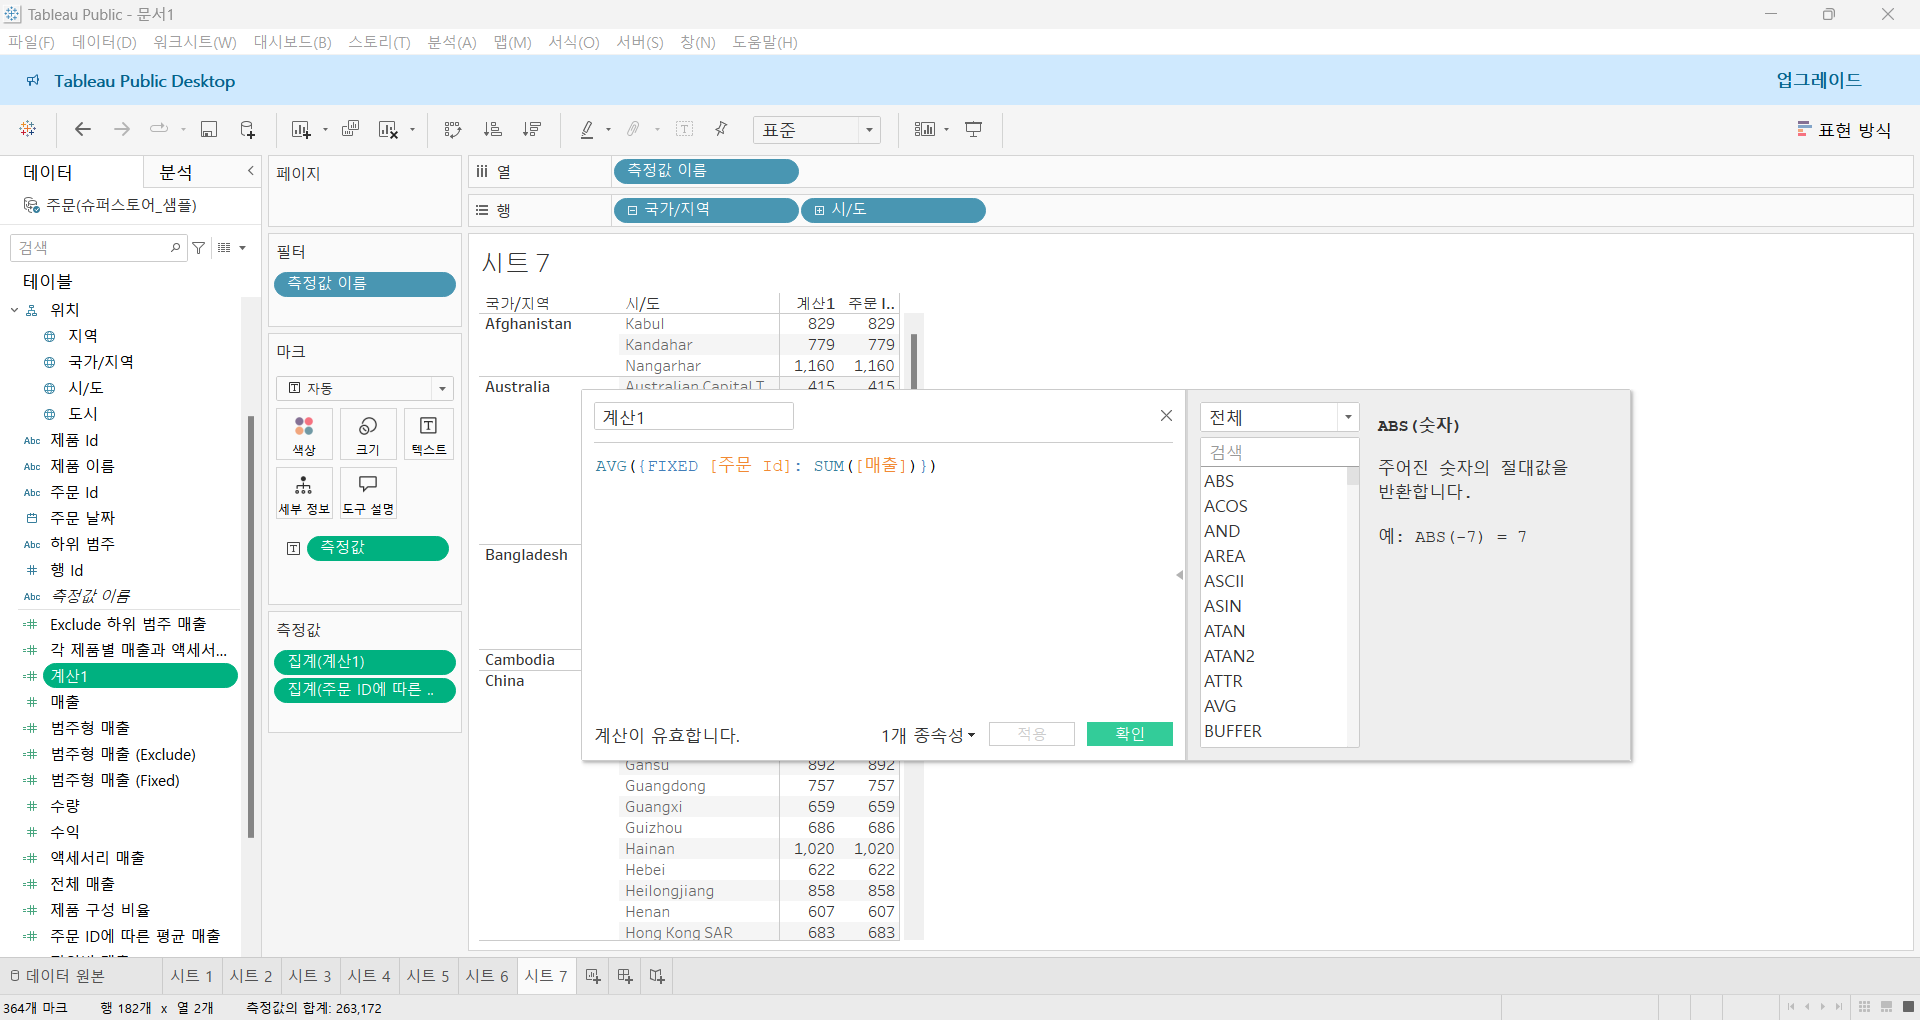 Tableau Public - 문서1
파일(F) 데이터(D) 워크시트(W) 대시보드(B) 스토리(T) 분석(A) 맵(M) 서식(O) 서버(S) 창(N) 도움말(H)
Tableau Public Desktop
업그레이드
표준
표현 방식
데이터
분석
주문(슈퍼스토어_샘플)
검색
테이블
위치
지역
국가/지역
시/도
도시
Abc 제품 Id
Abc 제품 이름
Abc 주문 Id
주문 날짜
Abc 하위 범주
행 Id
Abc 측정값 이름
Exclude 하위 범주 매출
각 제품별 매출과 액세서...
계산1
매출
범주형 매출
범주형 매출 (Exclude)
범주형 매출 (Fixed)
수량
수익
액세서리 매출
전체 매출
제품 구성 비율
주문 ID에 따른 평균 매출
페이지
필터
측정값 이름
마크
자동
색상
크기
텍스트
세부 정보
도구 설명
측정값
측정값
집계(계산1)
집계(주문 ID에 따른 ..
열
측정값 이름
행
국가/지역
시/도
시트 7
국가/지역 시/도 계산1 주문 I..
Afghanistan Kabul 829 829
Kandahar 779 779
Nangarhar 1,160 1,160
Australia Australian Capital T.. 415 415
Bangladesh
Cambodia
China
Gansu 892 892
Guangdong 757 757
Guangxi 659 659
Guizhou 686 686
Hainan 1,020 1,020
Hebei 622 622
Heilongjiang 858 858
Henan 607 607
Hong Kong SAR 683 683
계산1
AVG({FIXED [주문 Id]: SUM([매출])})
계산이 유효합니다.
1개 종속성
적용
확인
전체
검색
ABS
ACOS
AND
AREA
ASCII
ASIN
ATAN
ATAN2
ATTR
AVG
BUFFER
ABS(숫자)
주어진 숫자의 절대값을
반환합니다.
예: ABS(-7) = 7
데이터 원본
시트 1
시트 2
시트 3
시트 4
시트 5
시트 6
시트 7
364개 마크
행 182개 x 열 2개
측정값의 합계: 263,172